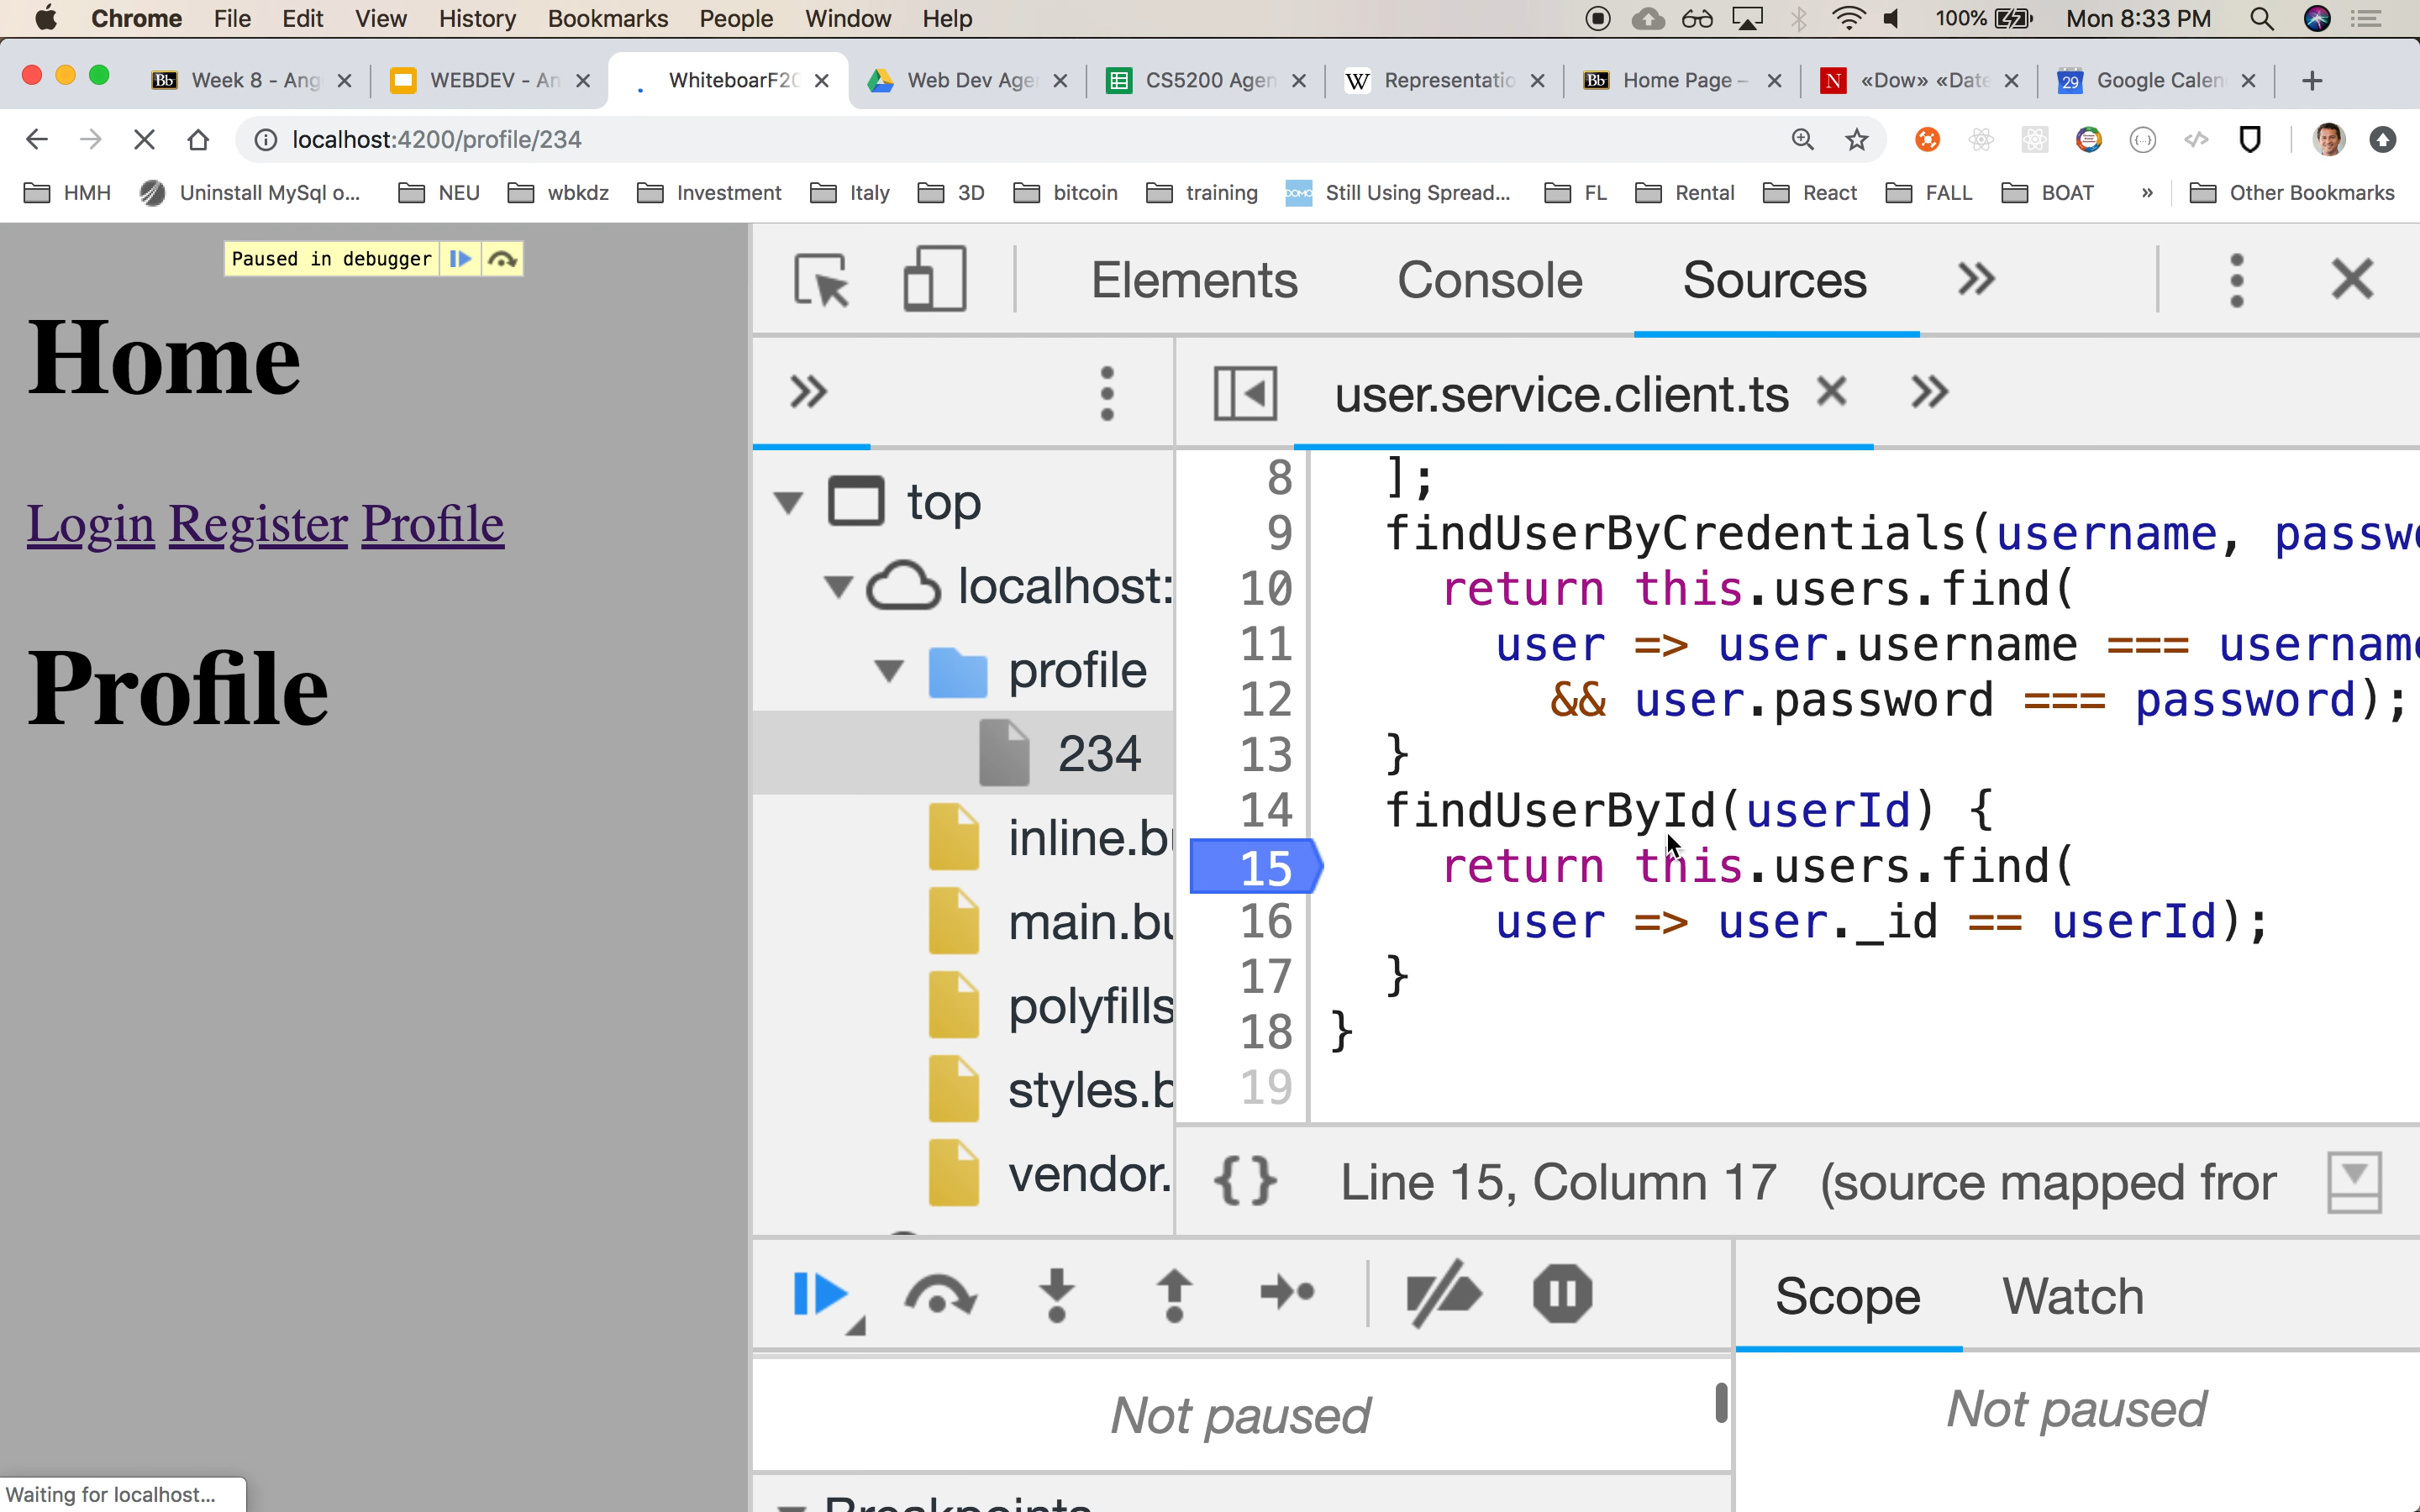 Chrome File Edit View History Bookmarks People Window Help 100% Mon 8:33 PM
Week 8 - Ang WEBDEV - An WhiteboarF20 Web Dev Age CS5200 Agen Representatio Home Page – «Dow» «Date Google Calen
localhost:4200/profile/234
HMH Uninstall MySql o... NEU wbkdz Investment Italy 3D bitcoin training Still Using Spread... FL Rental React FALL BOAT » Other Bookmarks
Paused in debugger
Home
Login Register Profile
Profile
Elements Console Sources
user.service.client.ts
top
localhost:
profile
234
inline.b
main.bu
polyfills
styles.b
vendor.
8 ];
9 findUserByCredentials(username, passw
10 return this.users.find(
11 user => user.username === usernam
12 && user.password === password);
13 }
14 findUserById(userId) {
15 return this.users.find(
16 user => user._id == userId);
17 }
18 }
19
{} Line 15, Column 17 (source mapped fror
Scope Watch
Not paused
Not paused
Breakpoints
Waiting for localhost...